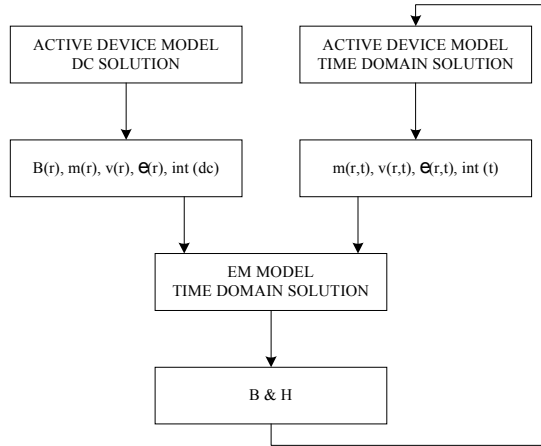 ACTIVE DEVICE MODEL
DC SOLUTION
ACTIVE DEVICE MODEL
TIME DOMAIN SOLUTION
B(r), m(r), v(r), ϵ(r), int (dc)
m(r,t), v(r,t), ϵ(r,t), int (t)
EM MODEL
TIME DOMAIN SOLUTION
B & H